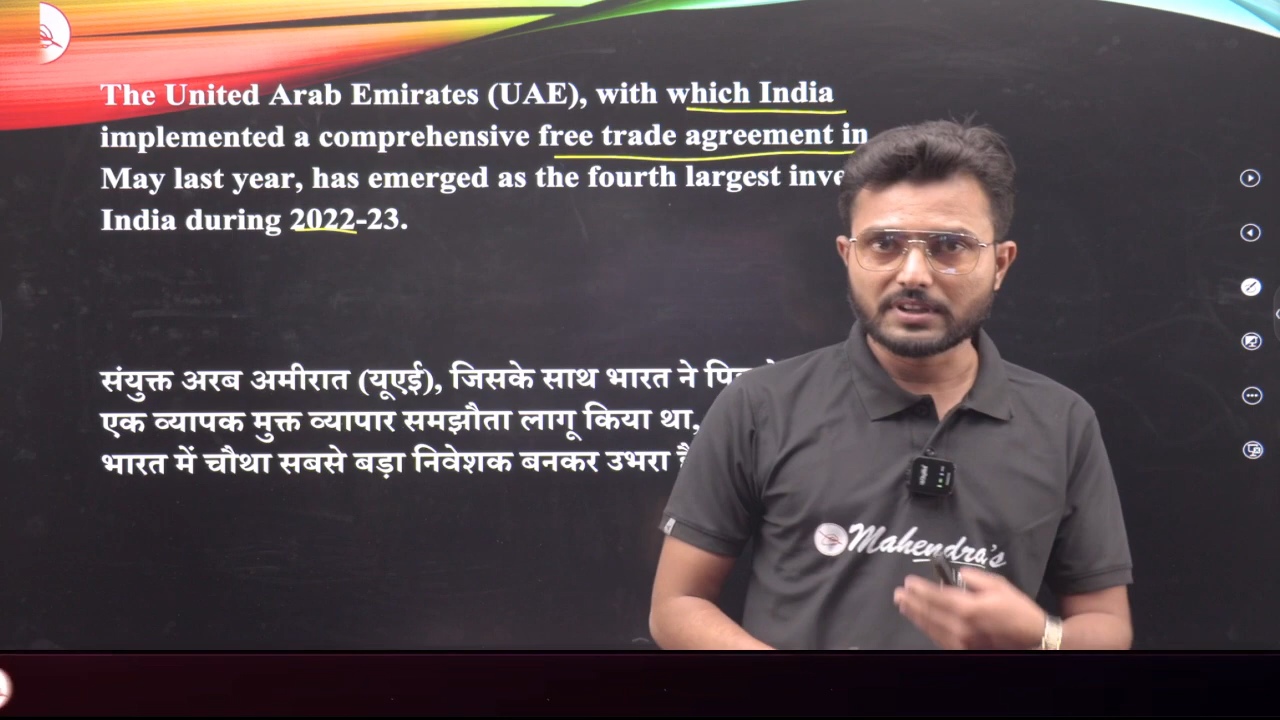 The United Arab Emirates (UAE), with which India
implemented a comprehensive free trade agreement in
May last year, has emerged as the fourth largest
India during 2022-23.
संयुक्त अरब अमीरात (यूएई), जिसके साथ भारत ने
एक व्यापक मुक्त व्यापार समझौता लागू किया था,
भारत में चौथा सबसे बड़ा निवेशक बनकर उभरा
Mahendra's